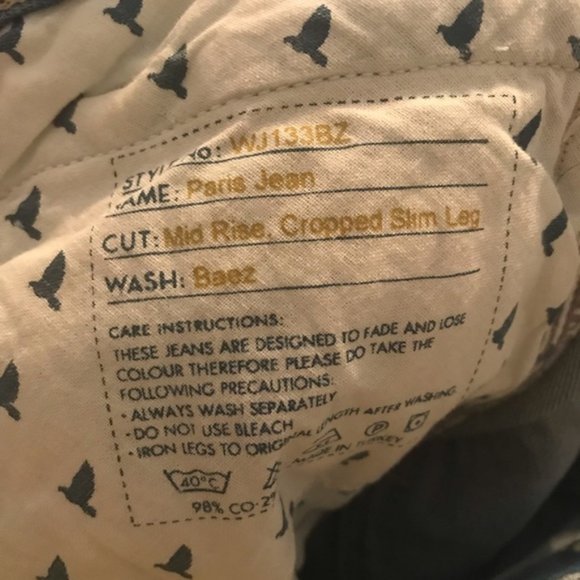 STYLE NO: WJ133BZ
NAME: Paris Jean
CUT: Mid Rise, Cropped Slim Leg
WASH: Baez
CARE INSTRUCTIONS:
THESE JEANS ARE DESIGNED TO FADE AND LOSE
COLOUR THEREFORE PLEASE DO TAKE THE
FOLLOWING PRECAUTIONS:
· ALWAYS WASH SEPARATELY
· DO NOT USE BLEACH
· IRON LEGS TO ORIGINAL LENGTH AFTER WASHING
40°C P
MADE IN TURKEY
98% CO 2%